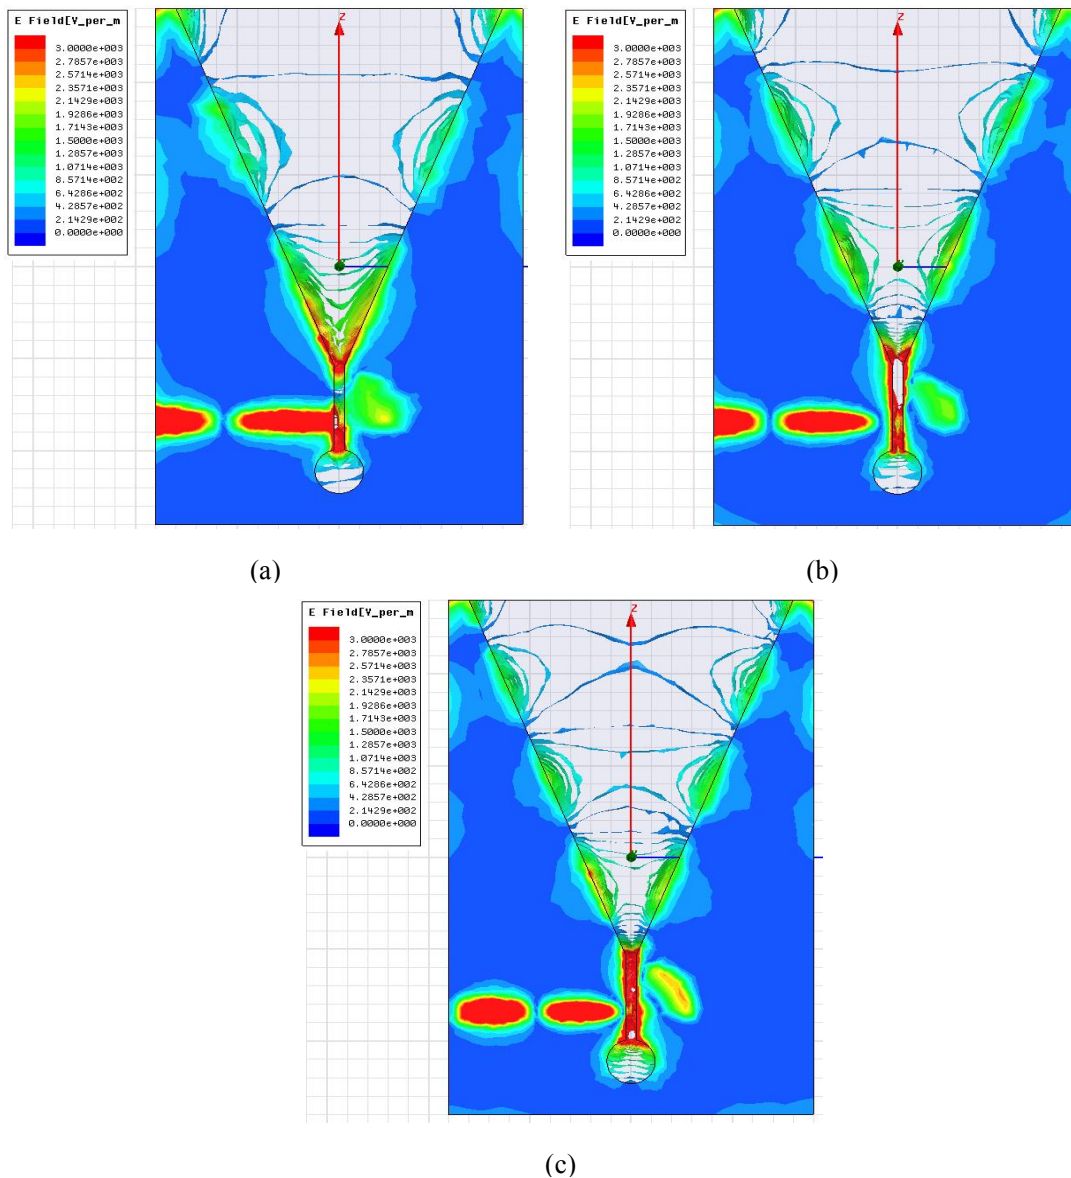 E Field[V_per_m
3.0000e+003
2.7857e+003
2.5714e+003
2.3571e+003
2.1429e+003
1.9286e+003
1.7143e+003
1.5000e+003
1.2857e+003
1.0714e+003
8.5714e+002
6.4286e+002
4.2857e+002
2.1429e+002
0.0000e+000
Z
(a)
E Field[V_per_m
3.0000e+003
2.7857e+003
2.5714e+003
2.3571e+003
2.1429e+003
1.9286e+003
1.7143e+003
1.5000e+003
1.2857e+003
1.0714e+003
8.5714e+002
6.4286e+002
4.2857e+002
2.1429e+002
0.0000e+000
Z
(b)
E Field[V_per_m
3.0000e+003
2.7857e+003
2.5714e+003
2.3571e+003
2.1429e+003
1.9286e+003
1.7143e+003
1.5000e+003
1.2857e+003
1.0714e+003
8.5714e+002
6.4286e+002
4.2857e+002
2.1429e+002
0.0000e+000
Z
(c)